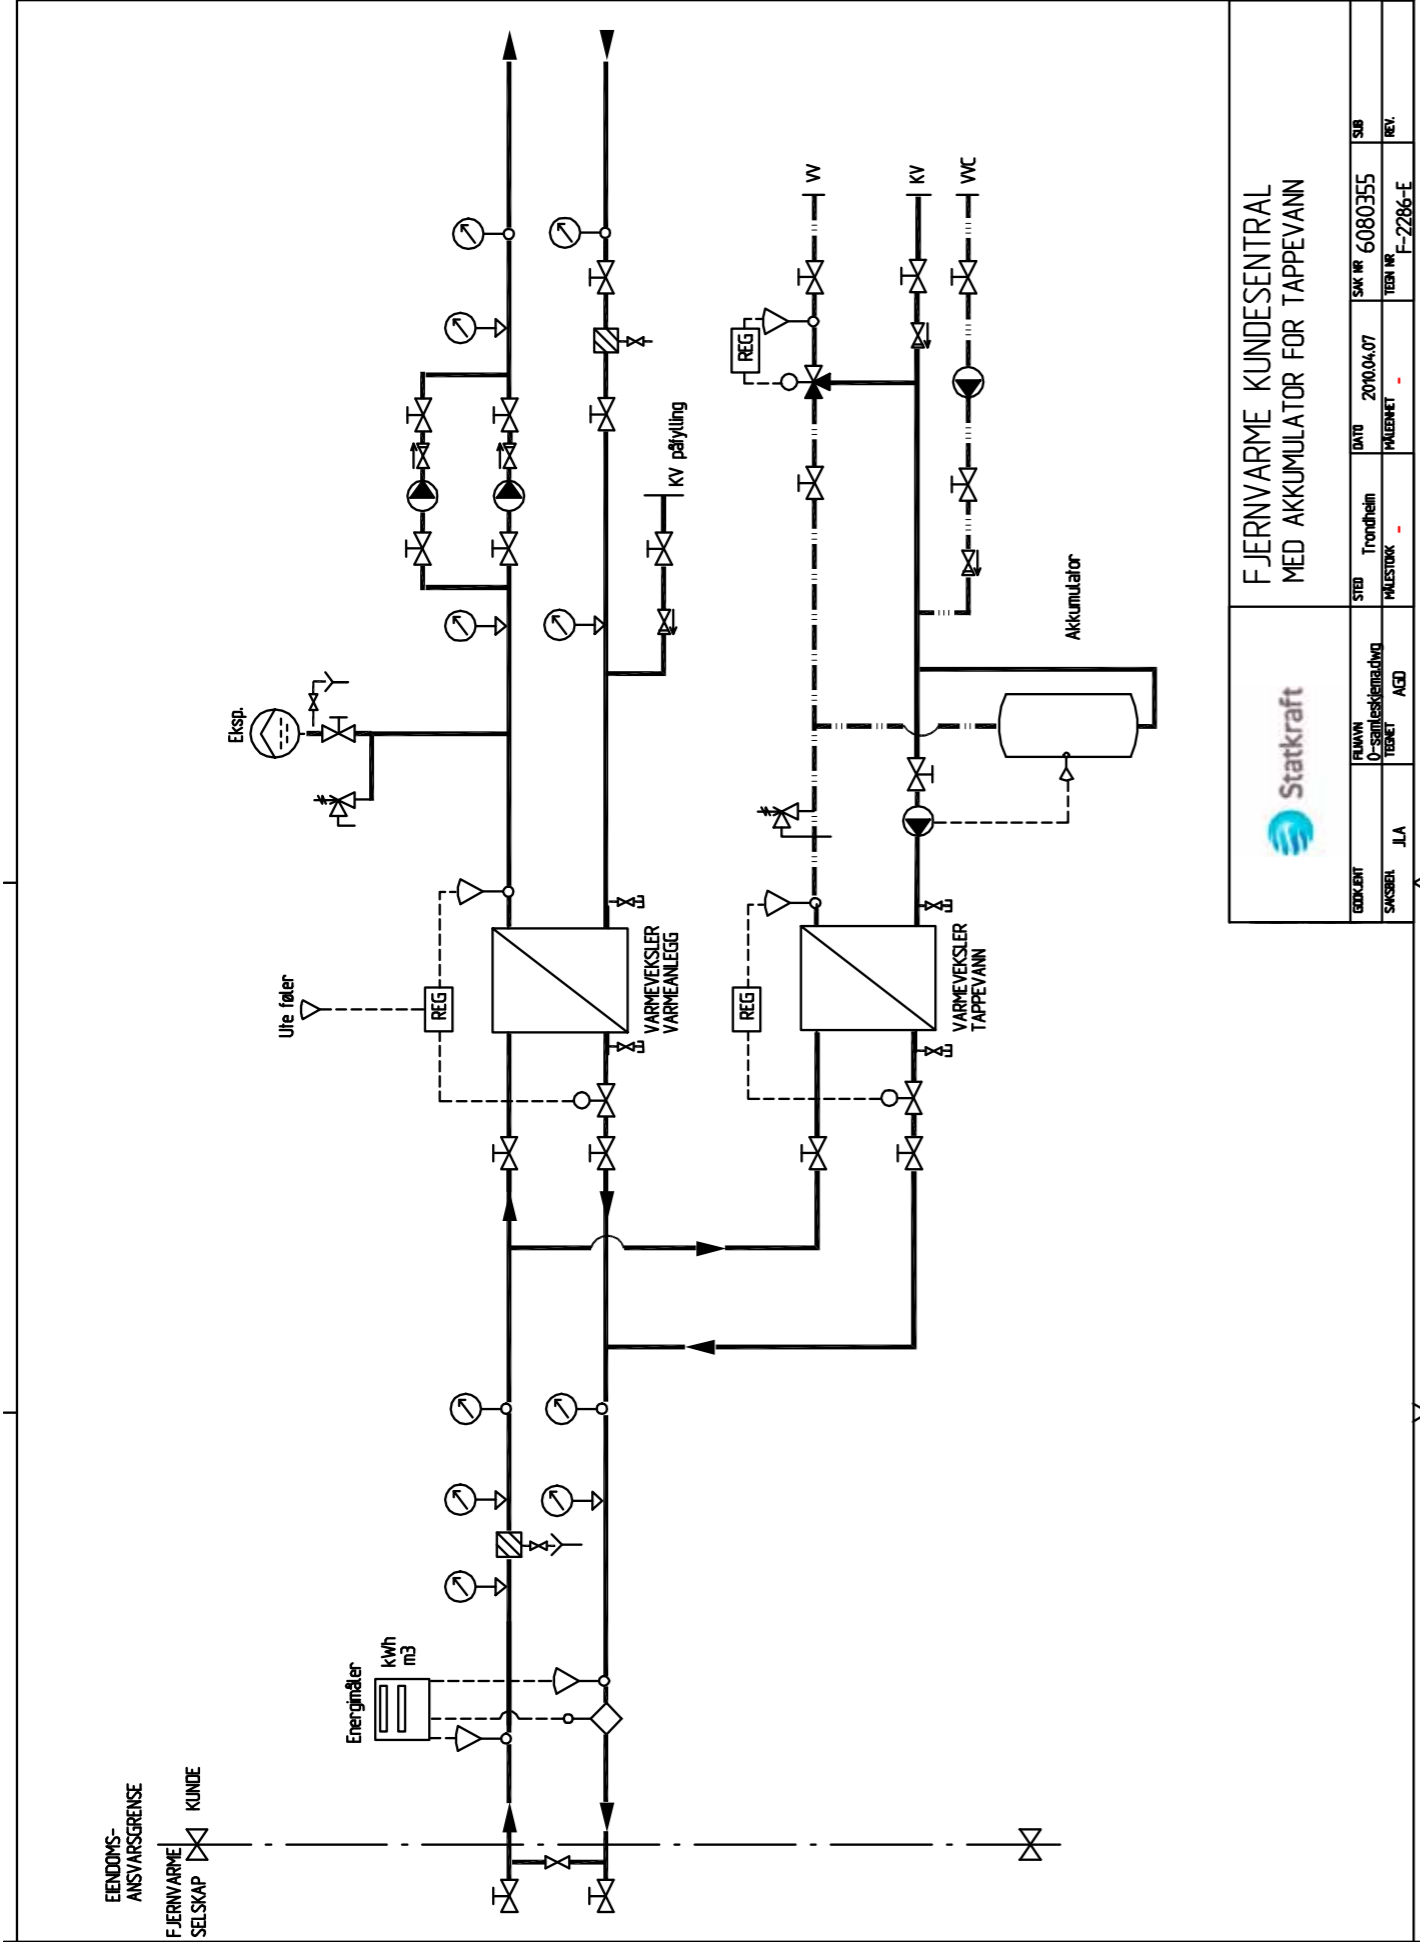 EIENDOMS-
ANSVARSGRENSE
FJERNVARME
SELSKAP
KUNDE
Energimåler
kWh
m3
Ute føler
REG
VARMEVEKSLER
VARMEANLEGG
Eksp.
KV påfylling
REG
VARMEVEKSLER
TAPPEVANN
REG
VV
KV
VVC
Akkumulator
Statkraft
FJERNVARME KUNDESENTRAL
MED AKKUMULATOR FOR TAPPEVANN
GODKJENT
FILNAVN
0-samleskjema.dwg
STED
Trondheim
DATO
2010.04.07
SAK NR
6080355
SUB
SAKSBEH.
JLA
TEGNET
AGD
MÅLESTOKK
-
MÅLEENHET
-
TEGN NR
F-2286-E
REV.